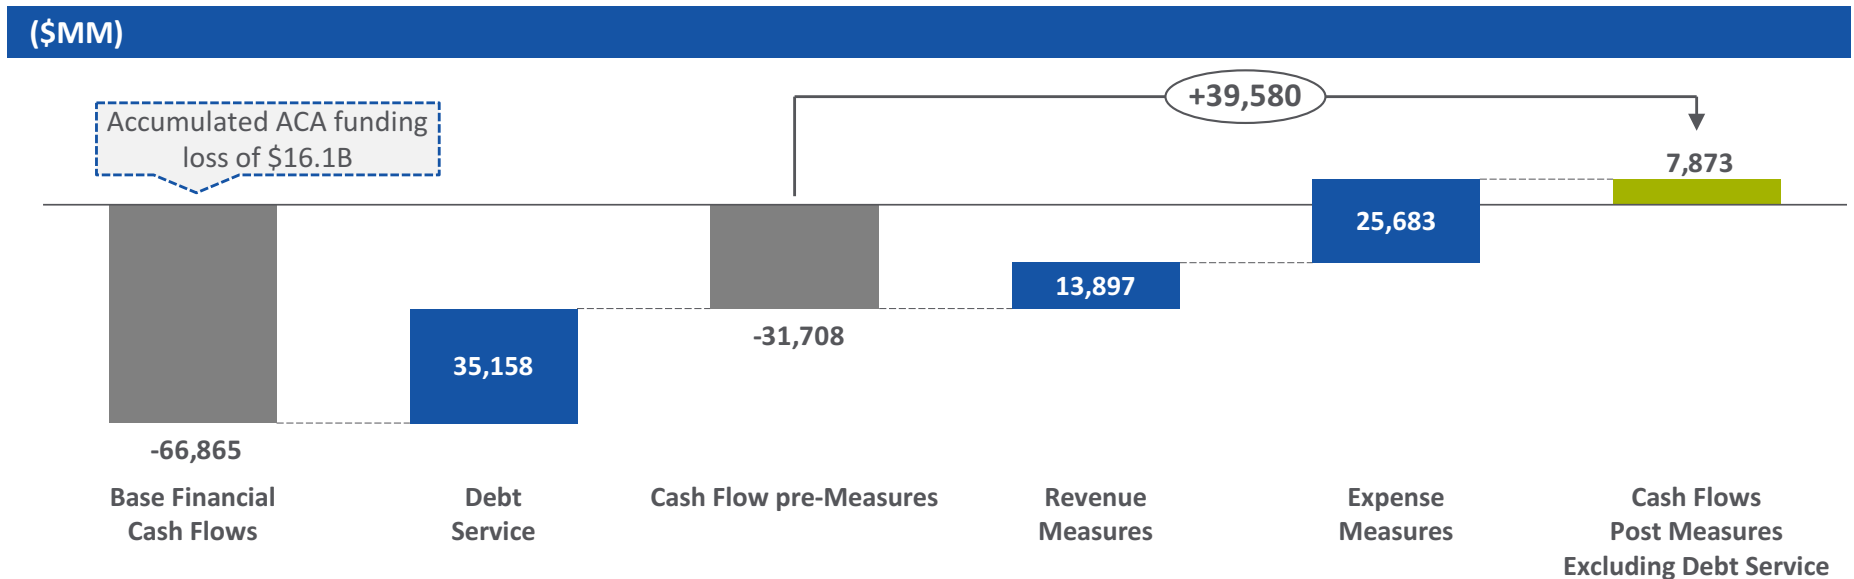 ($MM)
Accumulated ACA funding
loss of $16.1B
+39,580
7,873
25,683
13,897
-31,708
35,158
-66,865
Base Financial
Cash Flows
Debt
Service
Cash Flow pre-Measures
Revenue
Measures
Expense
Measures
Cash Flows
Post Measures
Excluding Debt Service